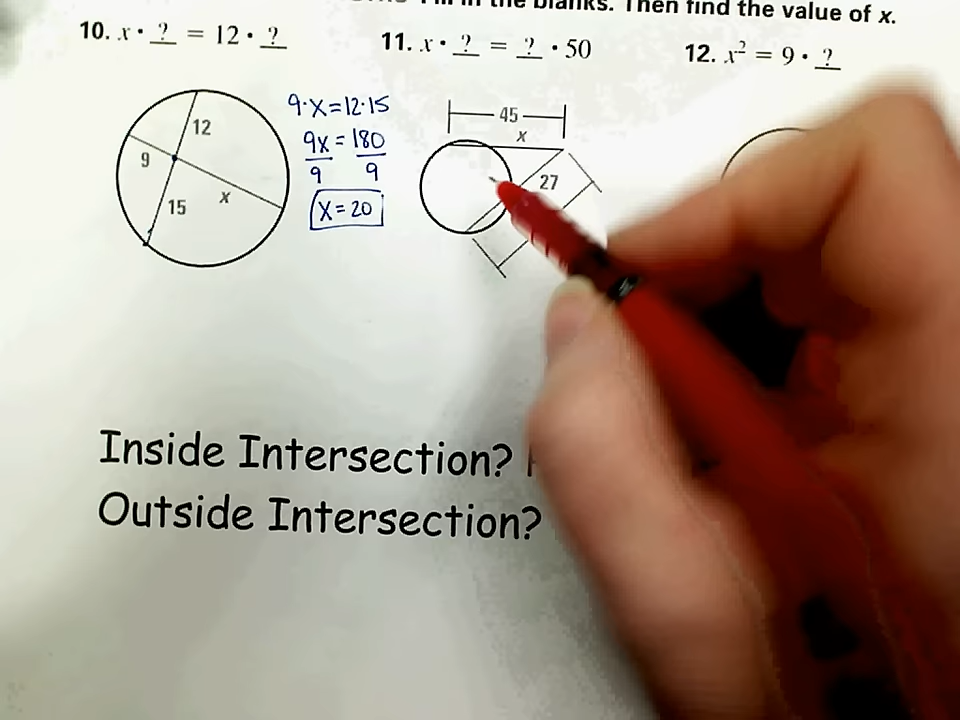 the blanks. Then find the value of x.
10. x · ? = 12 · ?
11. x · ? = ? · 50
12. x² = 9 · ?
12
9
15
x
9·X=12·15
9x = 180
9 9
X = 20
45
x
27
Inside Intersection?
Outside Intersection?